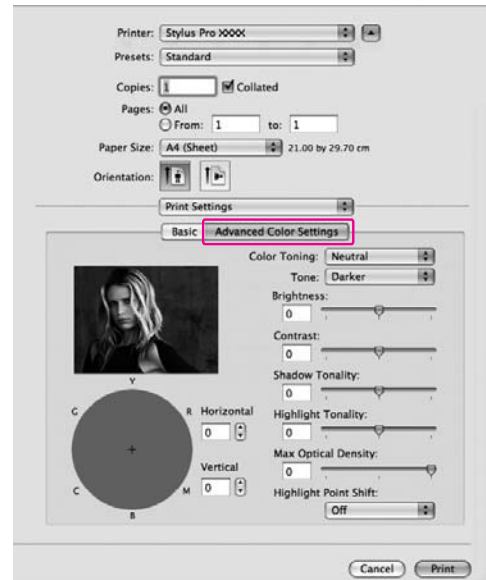 Printer: Stylus Pro XXXX
Presets: Standard
Copies: 1 Collated
Pages: All
From: 1 to: 1
Paper Size: A4 (Sheet) 21.00 by 29.70 cm
Orientation:
Print Settings
Basic Advanced Color Settings
Color Toning: Neutral
Tone: Darker
Brightness:
0
Contrast:
0
Shadow Tonality:
0
Highlight Tonality:
0
Max Optical Density:
0
Highlight Point Shift:
Off
Y
G R
C M
B
Horizontal
0
Vertical
0
Cancel Print